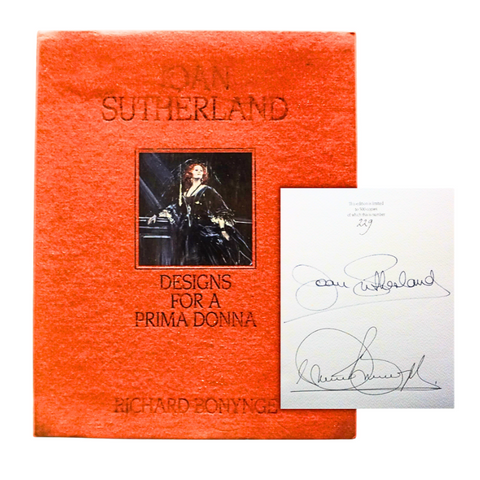 JOAN
SUTHERLAND
DESIGNS
FOR A
PRIMA DONNA
RICHARD BONYNGE
229
Joan Sutherland